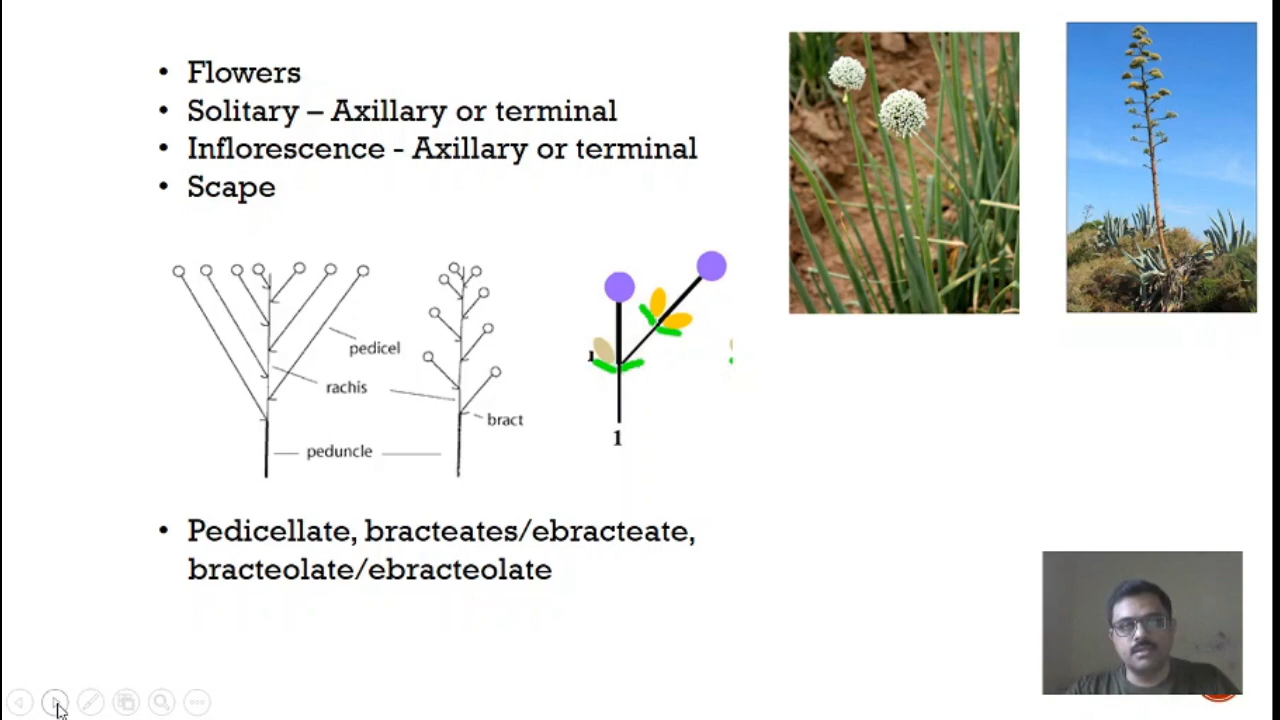 • Flowers
• Solitary – Axillary or terminal
• Inflorescence - Axillary or terminal
• Scape
pedicel
rachis
bract
peduncle
1
1
• Pedicellate, bracteates/ebracteate,
bracteolate/ebracteolate